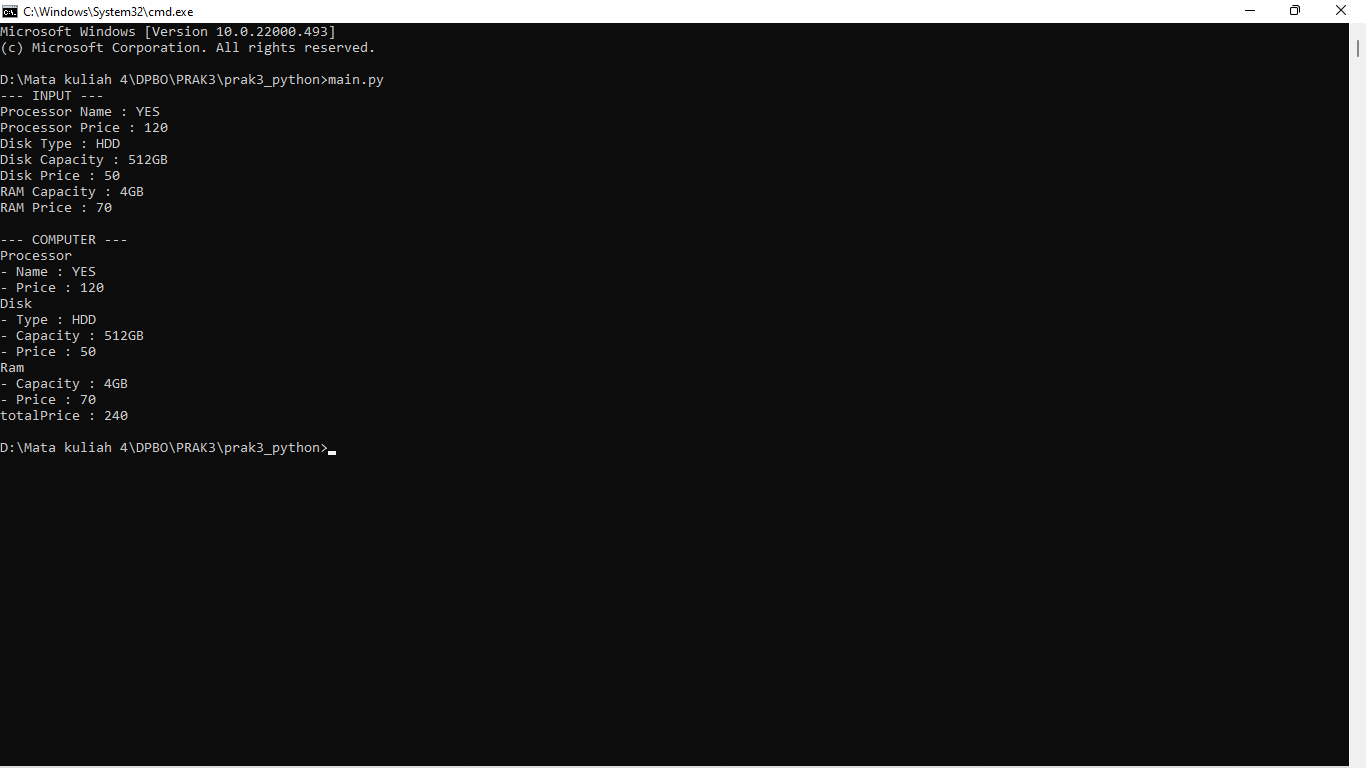 C:\Windows\System32\cmd.exe
Microsoft Windows [Version 10.0.22000.493]
(c) Microsoft Corporation. All rights reserved.
D:\Mata kuliah 4\DPBO\PRAK3\prak3_python>main.py
--- INPUT ---
Processor Name : YES
Processor Price : 120
Disk Type : HDD
Disk Capacity : 512GB
Disk Price : 50
RAM Capacity : 4GB
RAM Price : 70
--- COMPUTER ---
Processor
- Name : YES
- Price : 120
Disk
- Type : HDD
- Capacity : 512GB
- Price : 50
Ram
- Capacity : 4GB
- Price : 70
totalPrice : 240
D:\Mata kuliah 4\DPBO\PRAK3\prak3_python>